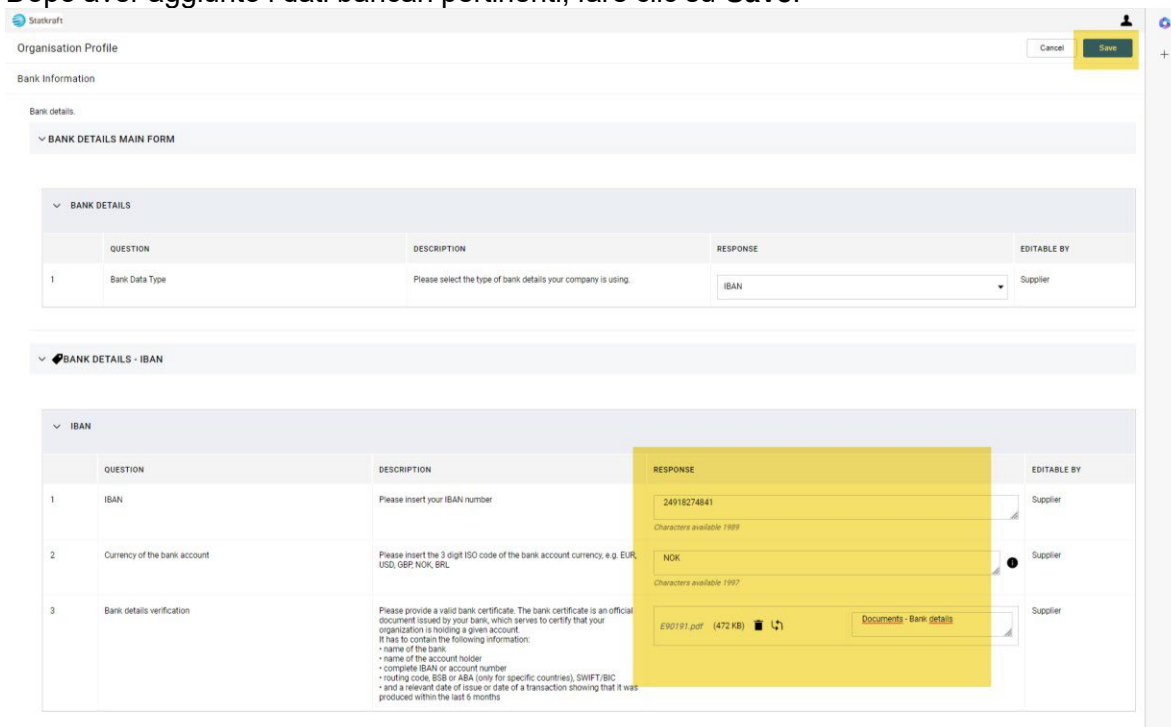 Dopo aver aggiunto i dati bancari pertinenti, fare clic su Save.
Statkraft
Organisation Profile
Cancel
Save
Bank Information
Bank details.
BANK DETAILS MAIN FORM
BANK DETAILS
QUESTION DESCRIPTION RESPONSE EDITABLE BY
1 Bank Data Type Please select the type of bank details your company is using. IBAN Supplier
BANK DETAILS - IBAN
IBAN
QUESTION DESCRIPTION RESPONSE EDITABLE BY
1 IBAN Please insert your IBAN number 24918274841 Supplier
Characters available 1989
2 Currency of the bank account Please insert the 3 digit ISO code of the bank account currency, e.g. EUR, NOK Supplier
USD, GBP, NOK, BRL
Characters available 1997
3 Bank details verification Please provide a valid bank certificate. The bank certificate is an official E90191.pdf (472 KB) Documents - Bank details Supplier
document issued by your bank, which serves to certify that your
organization is holding a given account.
It has to contain the following information:
• name of the bank
• name of the account holder
• complete IBAN or account number
• routing code, BSB or ABA (only for specific countries), SWIFT/BIC
• and a relevant date of issue or date of a transaction showing that it was
produced within the last 6 months